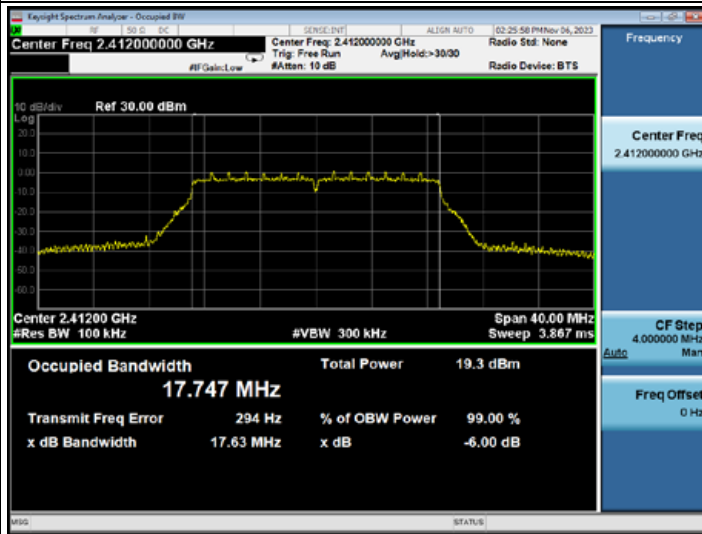 Keysight Spectrum Analyzer - Occupied BW
RF 50 Ω DC SENSE:INT ALIGN AUTO 02:25:58 PM Nov 06, 2023
Center Freq 2.412000000 GHz
Center Freq: 2.412000000 GHz Radio Std: None
Trig: Free Run Avg|Hold:>30/30
#IFGain:Low #Atten: 10 dB Radio Device: BTS
Frequency
10 dB/div Ref 30.00 dBm
Log
20.0
10.0
0.00
-10.0
-20.0
-30.0
-40.0
-50.0
-60.0
Center 2.41200 GHz Span 40.00 MHz
#Res BW 100 kHz #VBW 300 kHz Sweep 3.867 ms
Occupied Bandwidth Total Power 19.3 dBm
17.747 MHz
Transmit Freq Error 294 Hz % of OBW Power 99.00 %
x dB Bandwidth 17.63 MHz x dB -6.00 dB
Center Freq
2.412000000 GHz
CF Step
4.000000 MHz
Auto Man
Freq Offset
0 Hz
MSG STATUS